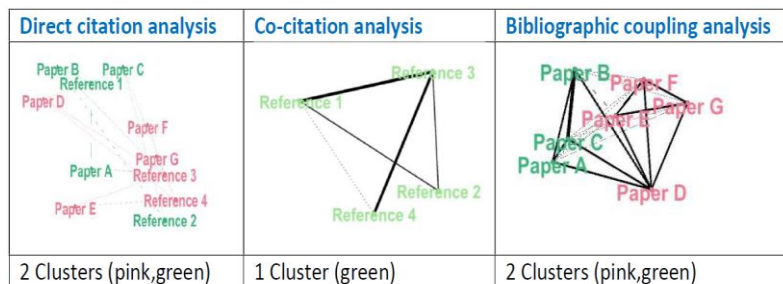 Direct citation analysis
Co-citation analysis
Bibliographic coupling analysis
Paper B
Paper C
Reference 1
Paper D
Paper F
Paper G
Paper A
Reference 3
Paper E
Reference 4
Reference 2
Reference 3
Reference 1
Reference 2
Reference 4
Paper B
Paper F
Paper G
Paper E
Paper C
Paper A
Paper D
2 Clusters (pink,green)
1 Cluster (green)
2 Clusters (pink,green)